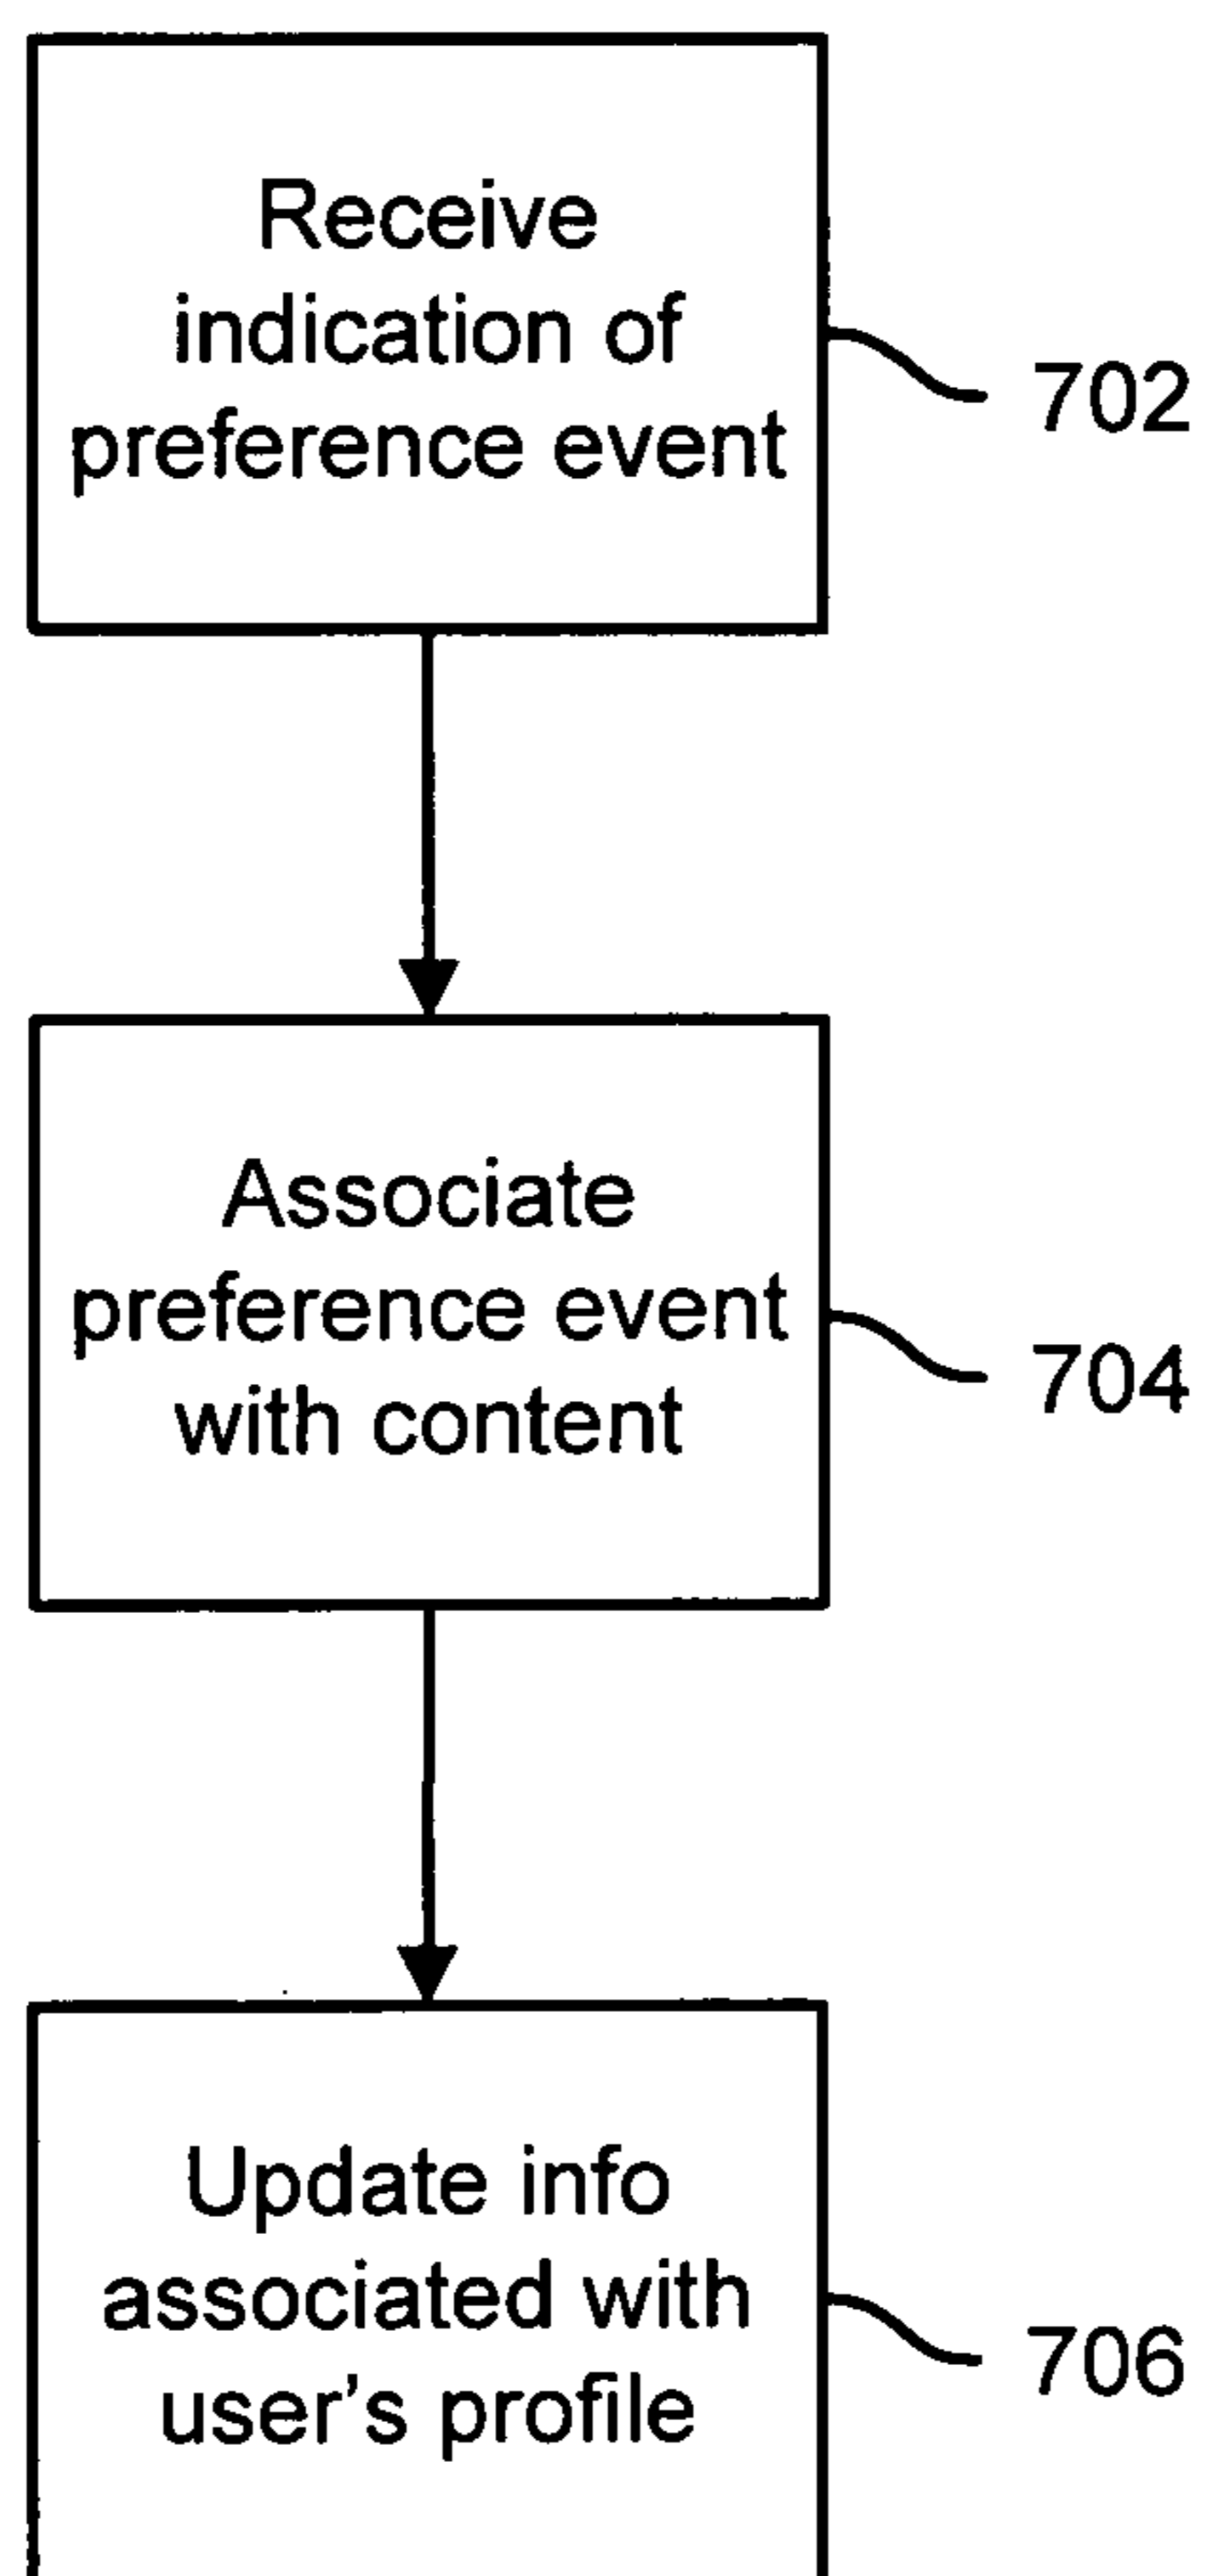 Receive
indication of
preference event
702
Associate
preference event
with content
704
Update info
associated with
user's profile
706